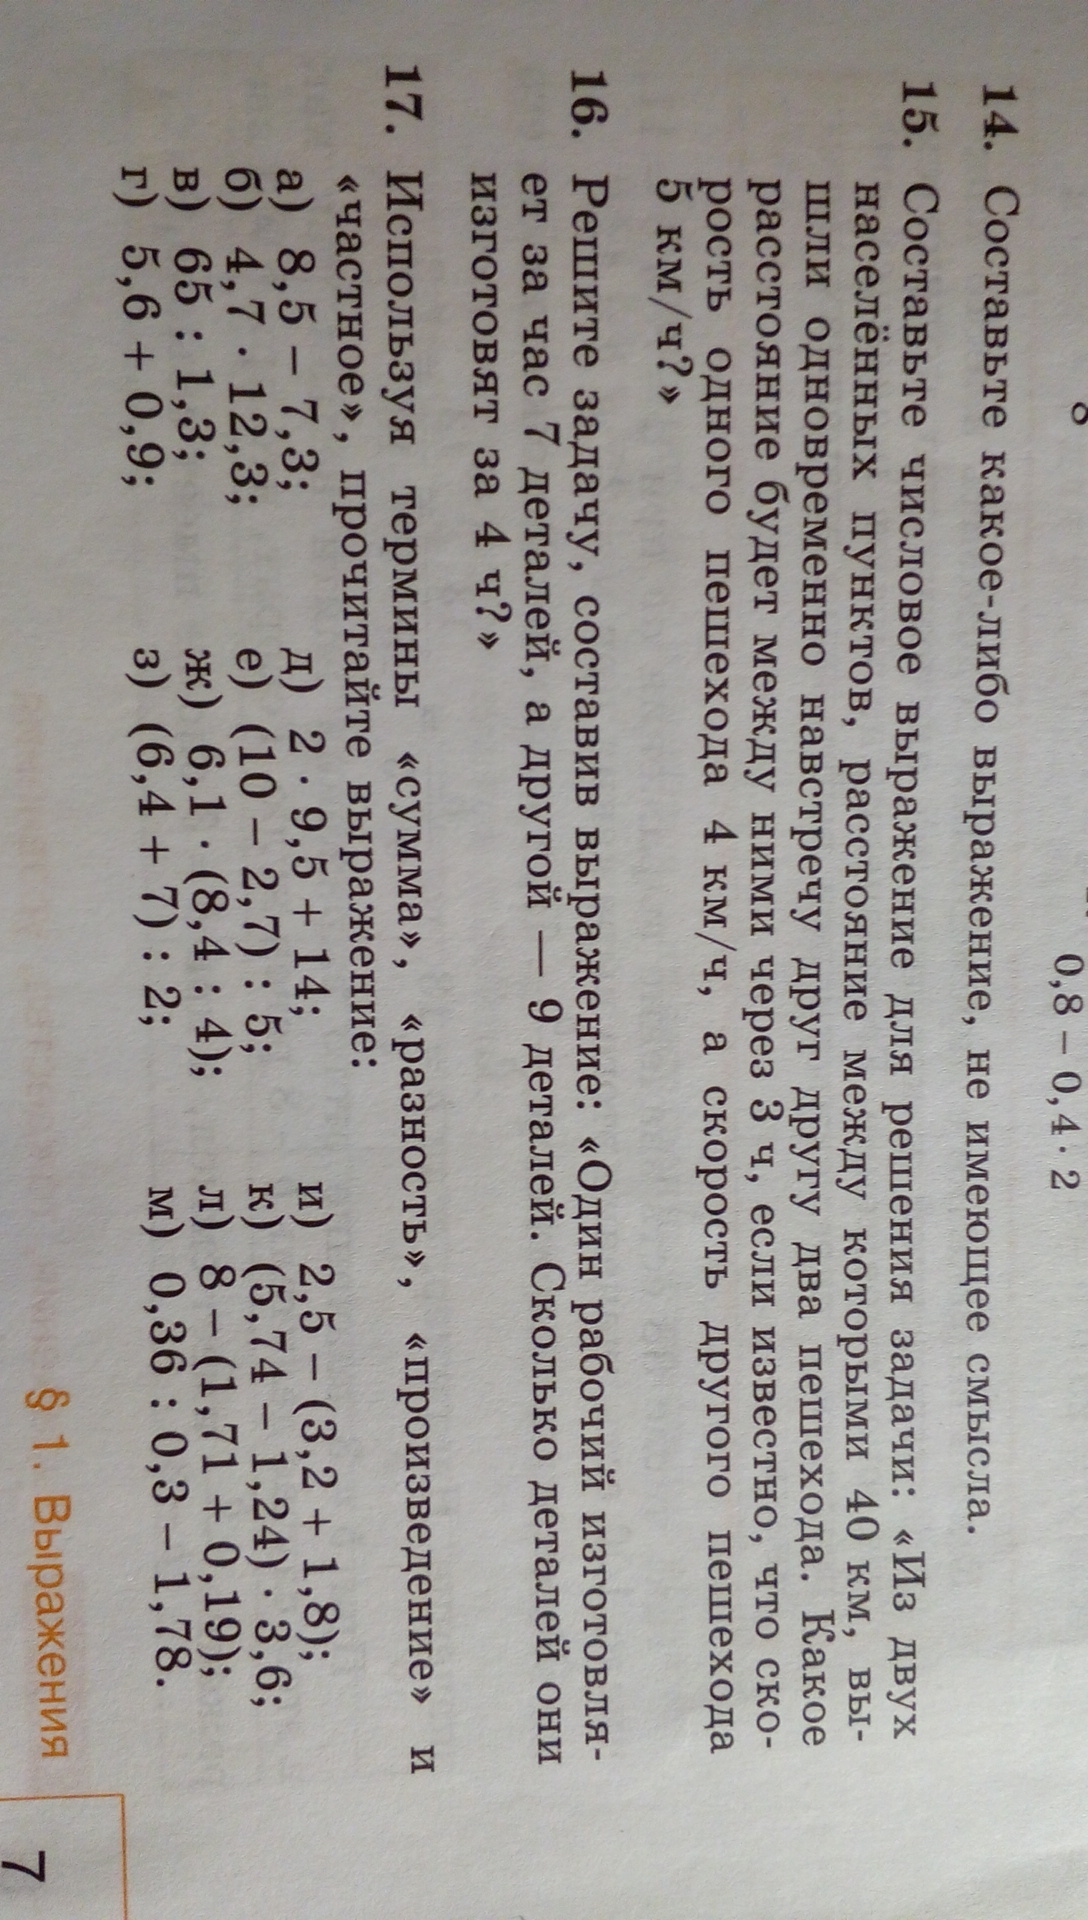 0,8 – 0,4 · 2
14. Составьте какое-либо выражение, не имеющее смысла.
15. Составьте числовое выражение для решения задачи: «Из двух
населённых пунктов, расстояние между которыми 40 км, вы-
шли одновременно навстречу друг другу два пешехода. Какое
расстояние будет между ними через 3 ч, если известно, что ско-
рость одного пешехода 4 км/ч, а скорость другого пешехода
5 км/ч?»
16. Решите задачу, составив выражение: «Один рабочий изготовля-
ет за час 7 деталей, а другой — 9 деталей. Сколько деталей они
изготовят за 4 ч?»
17. Используя термины «сумма», «разность», «произведение» и
«частное», прочитайте выражение:
а) 8,5 – 7,3; д) 2 · 9,5 + 14; и) 2,5 – (3,2 + 1,8);
б) 4,7 · 12,3; е) (10 – 2,7) : 5; к) (5,74 – 1,24) · 3,6;
в) 65 : 1,3; ж) 6,1 · (8,4 : 4); л) 8 – (1,71 + 0,19);
г) 5,6 + 0,9; з) (6,4 + 7) : 2; м) 0,36 : 0,3 – 1,78.
§ 1. Выражения
7